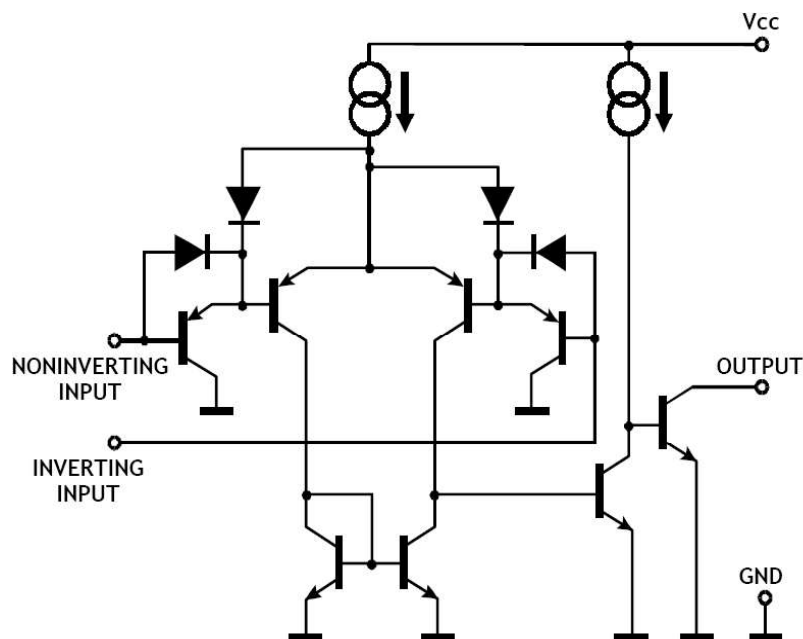 Vcc
NONINVERTING
INPUT
OUTPUT
INVERTING
INPUT
GND